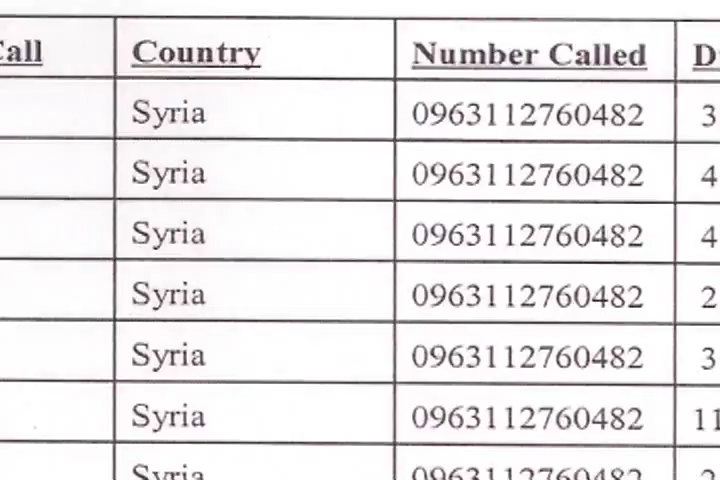 Call Country Number Called D
Syria 0963112760482 3
Syria 0963112760482 4
Syria 0963112760482 4
Syria 0963112760482 2
Syria 0963112760482 3
Syria 0963112760482 11
Syria 0963112760482 2